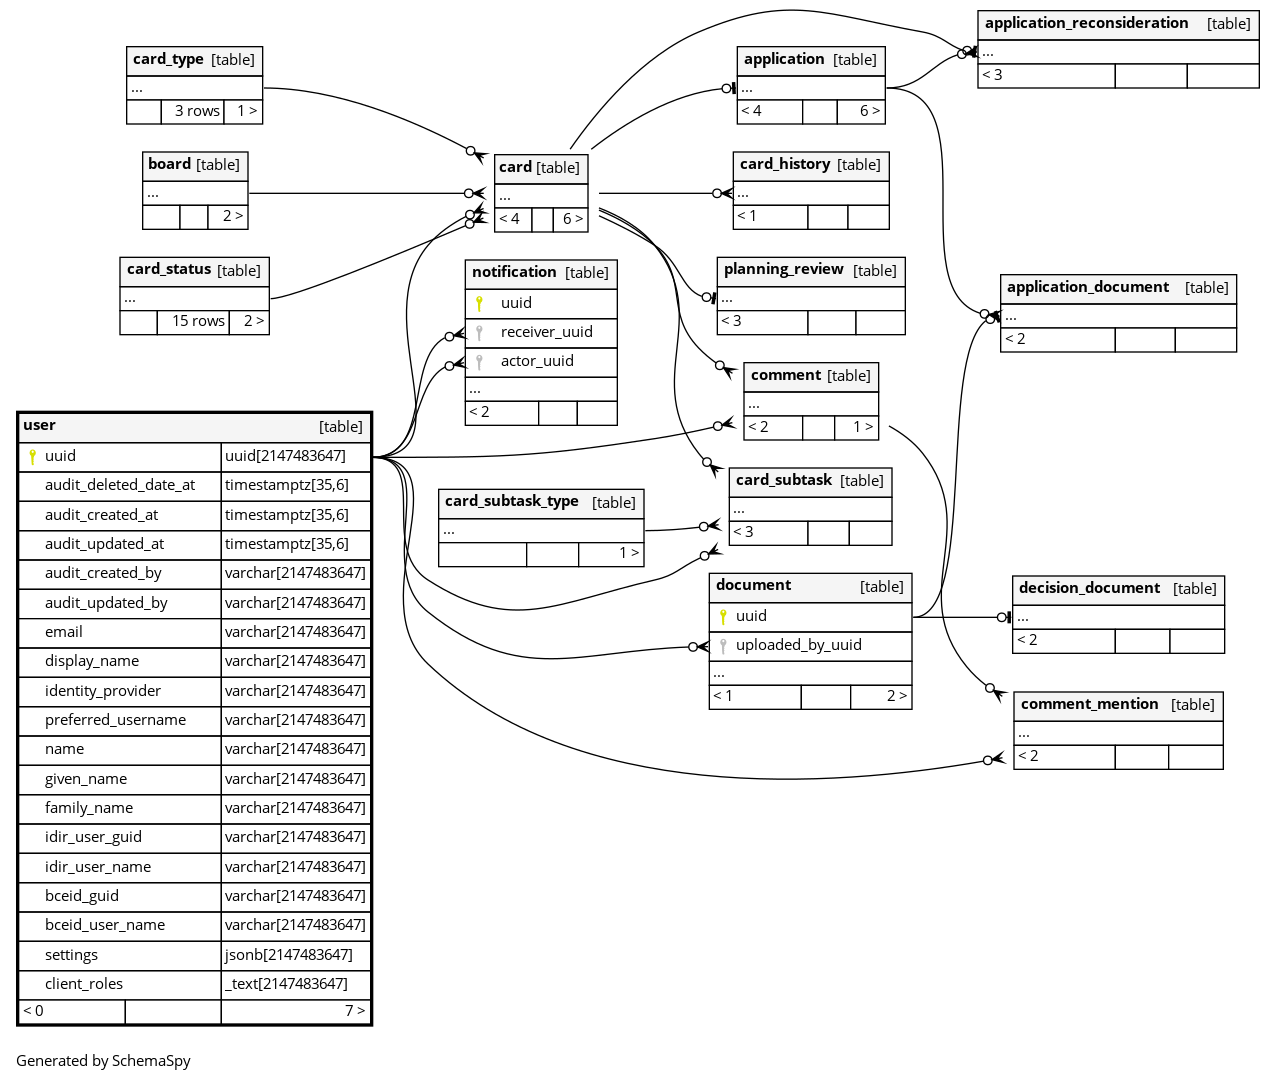 card_type [table]
...
3 rows 1 >
board [table]
...
2 >
card_status [table]
...
15 rows 2 >
card [table]
...
< 4 6 >
notification [table]
uuid
receiver_uuid
actor_uuid
...
< 2
user [table]
uuid uuid[2147483647]
audit_deleted_date_at timestamptz[35,6]
audit_created_at timestamptz[35,6]
audit_updated_at timestamptz[35,6]
audit_created_by varchar[2147483647]
audit_updated_by varchar[2147483647]
email varchar[2147483647]
display_name varchar[2147483647]
identity_provider varchar[2147483647]
preferred_username varchar[2147483647]
name varchar[2147483647]
given_name varchar[2147483647]
family_name varchar[2147483647]
idir_user_guid varchar[2147483647]
idir_user_name varchar[2147483647]
bceid_guid varchar[2147483647]
bceid_user_name varchar[2147483647]
settings jsonb[2147483647]
client_roles _text[2147483647]
< 0 7 >
card_subtask_type [table]
...
1 >
application [table]
...
< 4 6 >
card_history [table]
...
< 1
planning_review [table]
...
< 3
comment [table]
...
< 2 1 >
card_subtask [table]
...
< 3
document [table]
uuid
uploaded_by_uuid
...
< 1 2 >
application_reconsideration [table]
...
< 3
application_document [table]
...
< 2
decision_document [table]
...
< 2
comment_mention [table]
...
< 2
Generated by SchemaSpy